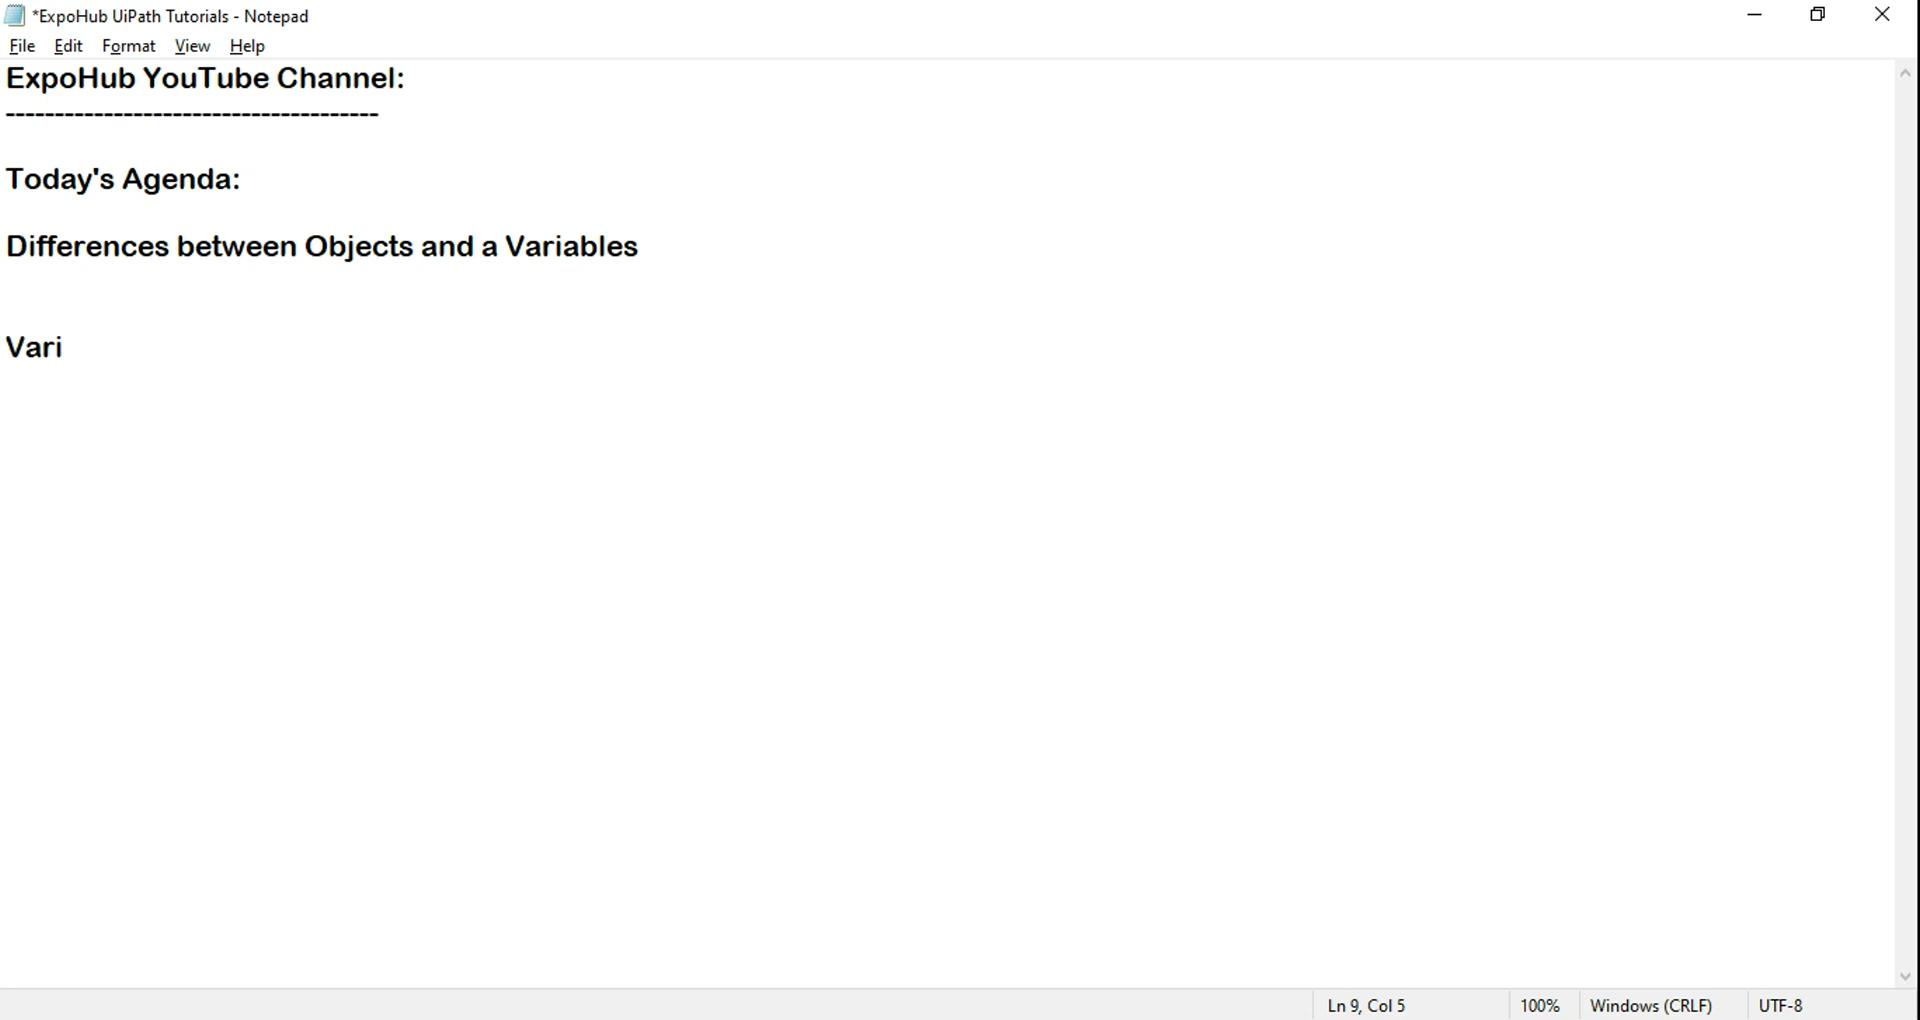 *ExpoHub UiPath Tutorials - Notepad
File Edit Format View Help
ExpoHub YouTube Channel:
--------------------------------------
Today's Agenda:
Differences between Objects and a Variables
Vari
Ln 9, Col 5 100% Windows (CRLF) UTF-8